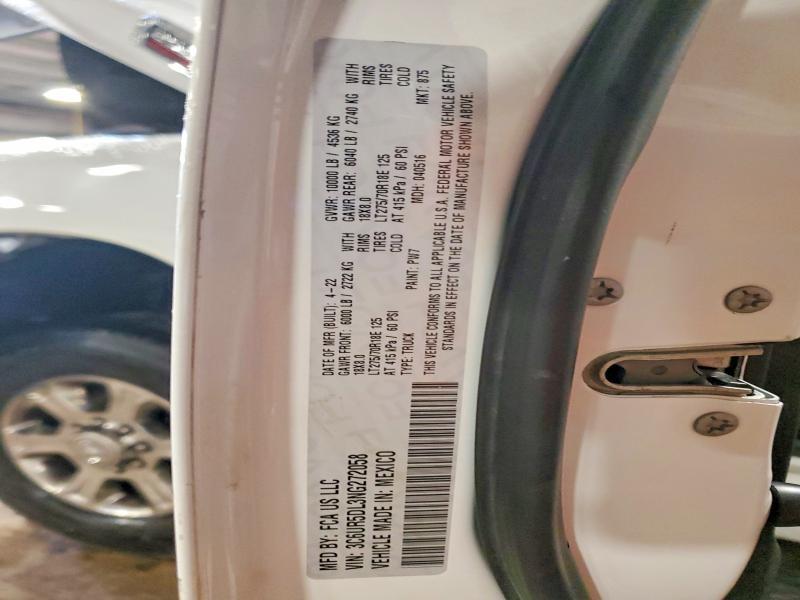 MFD BY: FCA US LLC
DATE OF MFR (BUILT): 4-22 GVWR: 10000 LB / 4536 KG
GAWR FRONT: 6000 LB / 2722 KG WITH GAWR REAR: 6040 LB / 2740 KG WITH
18X8.0 RIMS 18X8.0 RIMS
LT275/70R18E 125 TIRES LT275/70R18E 125 TIRES
AT 415 kPa / 60 PSI COLD AT 415 kPa / 60 PSI COLD
VIN: 3C6UR5DL3NG272058
TYPE: TRUCK PAINT: PW7 MDH: 040516 MKT: 875
VEHICLE MADE IN: MEXICO
THIS VEHICLE CONFORMS TO ALL APPLICABLE U.S.A. FEDERAL MOTOR VEHICLE SAFETY
STANDARDS IN EFFECT ON THE DATE OF MANUFACTURE SHOWN ABOVE.